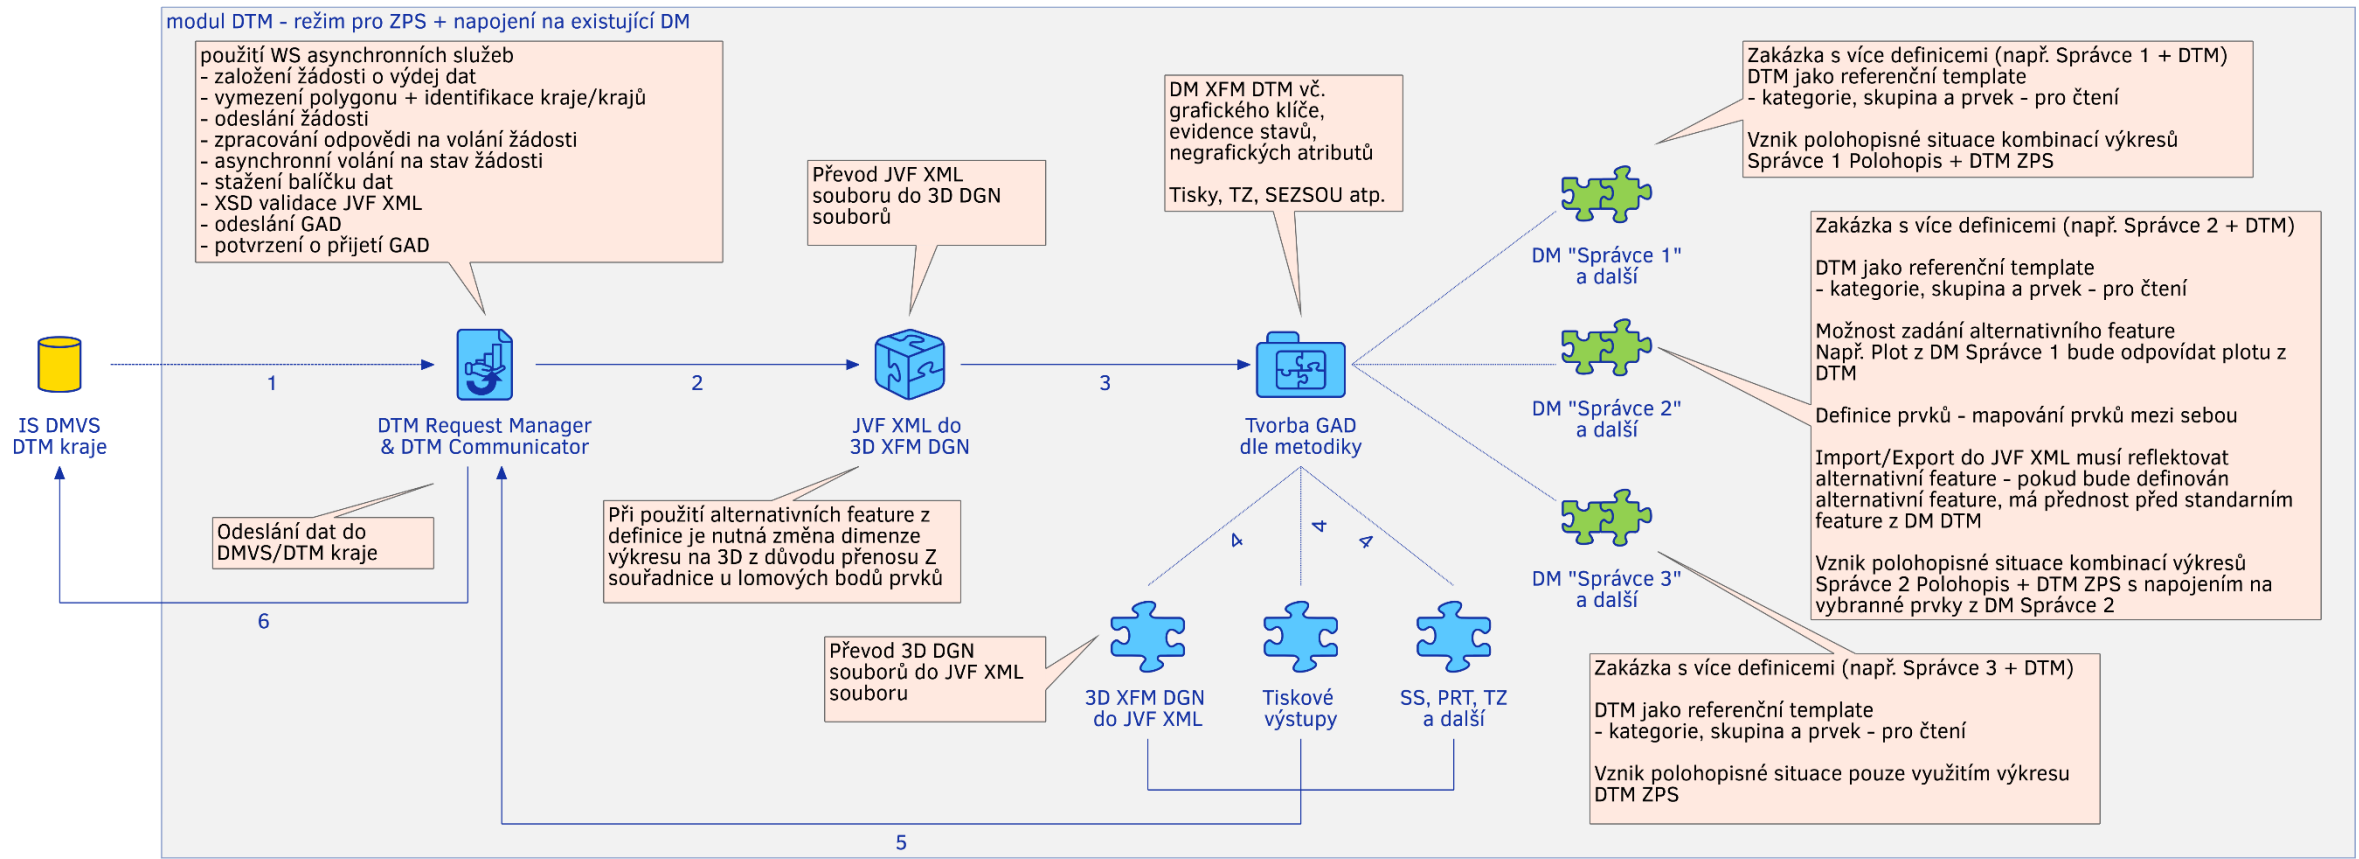 modul DTM - režim pro ZPS + napojení na existující DM
použití WS asynchronních služeb
- založení žádosti o výdej dat
- vymezení polygonu + identifikace kraje/krajů
- odeslání žádosti
- zpracování odpovědi na volání žádosti
- asynchronní volání na stav žádosti
- stažení balíčku dat
- XSD validace JVF XML
- odeslání GAD
- potvrzení o přijetí GAD
Převod JVF XML
souboru do 3D DGN
souborů
DM XFM DTM vč.
grafického klíče,
evidence stavů,
negrafických atributů
Tisky, TZ, SEZSOU atp.
Zakázka s více definicemi (např. Správce 1 + DTM)
DTM jako referenční template
- kategorie, skupina a prvek - pro čtení
Vznik polohopisné situace kombinací výkresů
Správce 1 Polohopis + DTM ZPS
DM "Správce 1"
a další
Zakázka s více definicemi (např. Správce 2 + DTM)
DTM jako referenční template
- kategorie, skupina a prvek - pro čtení
Možnost zadání alternativního feature
Např. Plot z DM Správce 1 bude odpovídat plotu z
DTM
Definice prvků - mapování prvků mezi sebou
Import/Export do JVF XML musí reflektovat
alternativní feature - pokud bude definován
alternativní feature, má přednost před standarním
feature z DM DTM
Vznik polohopisné situace kombinací výkresů
Správce 2 Polohopis + DTM ZPS s napojením na
vybranné prvky z DM Správce 2
1
2
3
IS DMVS
DTM kraje
DTM Request Manager
& DTM Communicator
JVF XML do
3D XFM DGN
Tvorba GAD
dle metodiky
DM "Správce 2"
a další
Odeslání dat do
DMVS/DTM kraje
Při použití alternativních feature z
definice je nutná změna dimenze
výkresu na 3D z důvodu přenosu Z
souřadnice u lomových bodů prvků
4
4
4
DM "Správce 3"
a další
6
Převod 3D DGN
souborů do JVF XML
souboru
3D XFM DGN
do JVF XML
Tiskové
výstupy
SS, PRT, TZ
a další
Zakázka s více definicemi (např. Správce 3 + DTM)
DTM jako referenční template
- kategorie, skupina a prvek - pro čtení
Vznik polohopisné situace pouze využitím výkresu
DTM ZPS
5